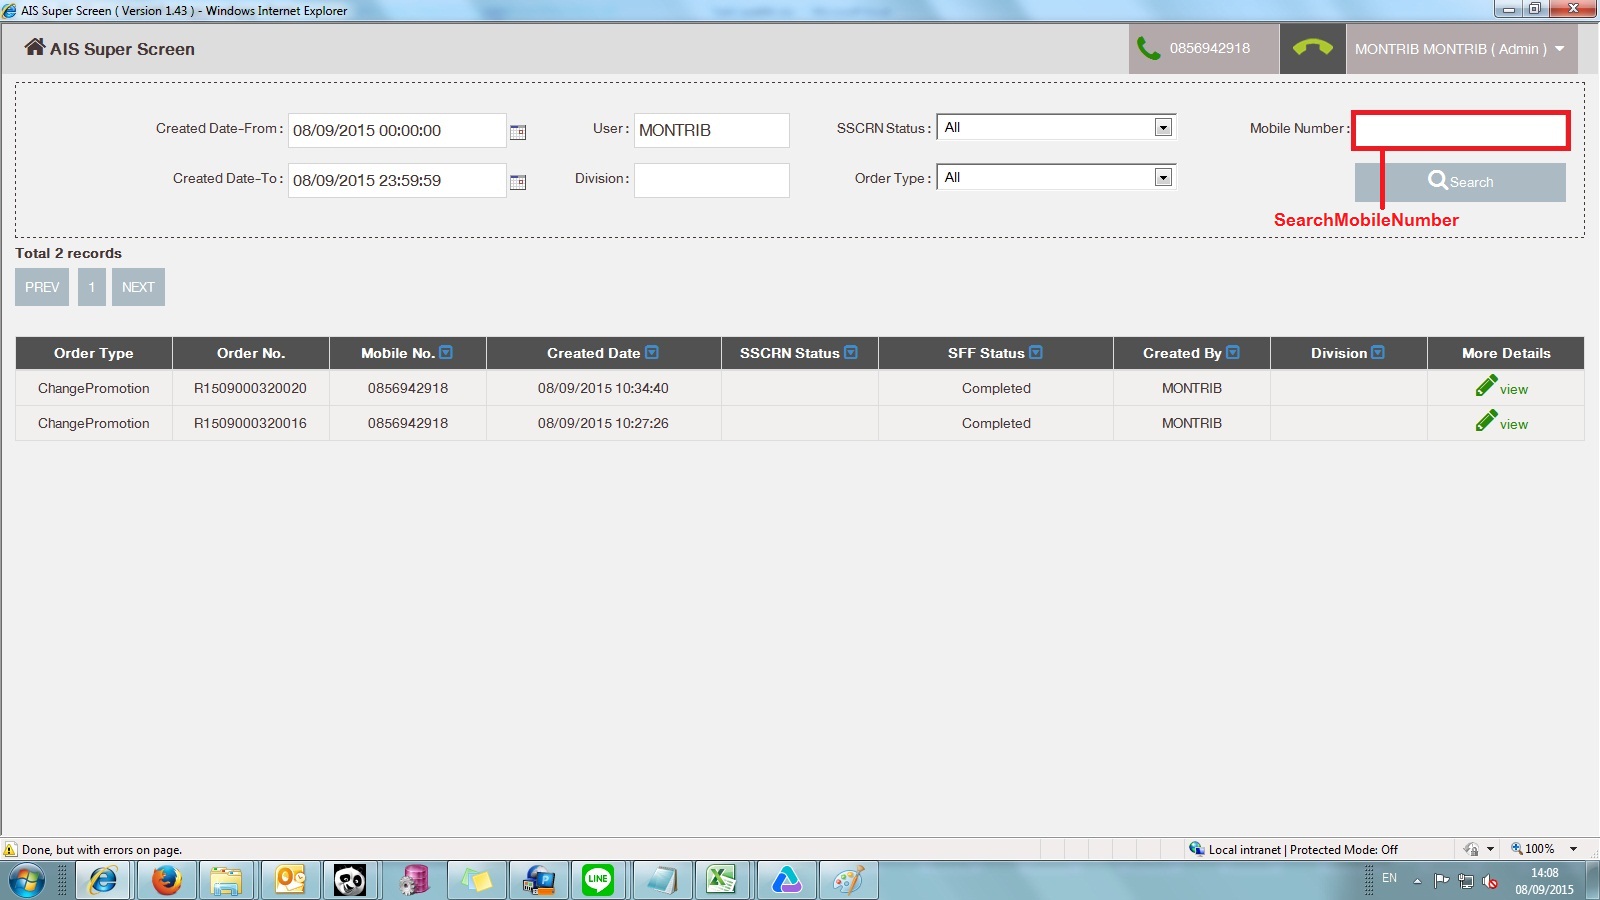 AIS Super Screen ( Version 1.43 ) - Windows Internet Explorer
AIS Super Screen
0856942918
MONTRIB MONTRIB ( Admin )
Created Date-From : 08/09/2015 00:00:00
User : MONTRIB
SSCRN Status : All
Mobile Number :
Created Date-To : 08/09/2015 23:59:59
Division :
Order Type : All
Search
SearchMobileNumber
Total 2 records
PREV 1 NEXT
Order Type Order No. Mobile No. Created Date SSCRN Status SFF Status Created By Division More Details
ChangePromotion R1509000320020 0856942918 08/09/2015 10:34:40 Completed MONTRIB view
ChangePromotion R1509000320016 0856942918 08/09/2015 10:27:26 Completed MONTRIB view
Done, but with errors on page.
Local intranet | Protected Mode: Off
100%
LINE
EN
14:08
08/09/2015